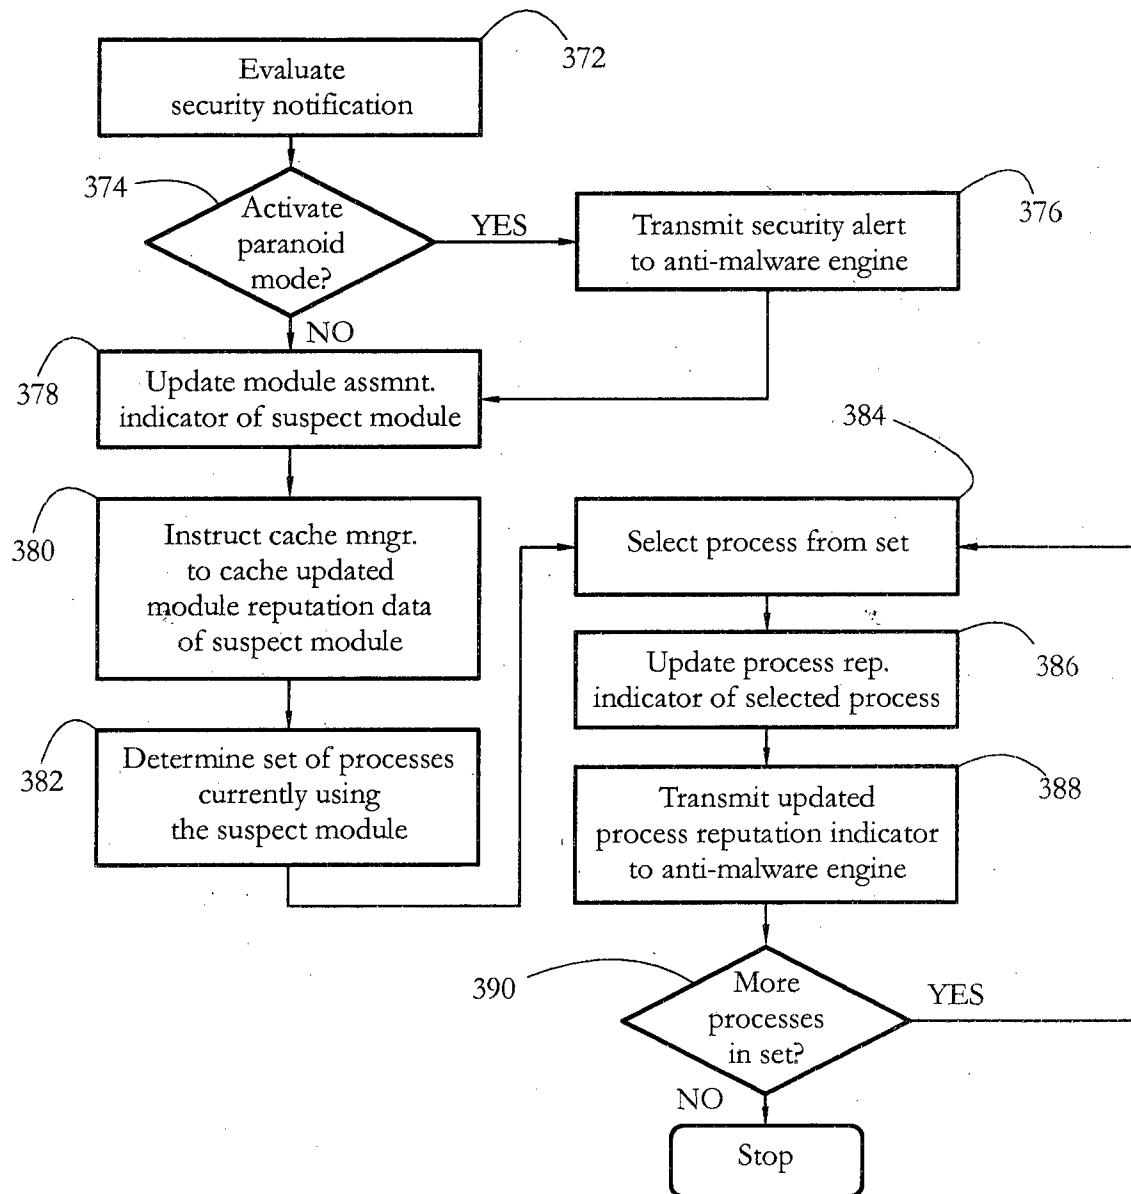 372
Evaluate
security notification
374
Activate
paranoid
mode?
YES
376
Transmit security alert
to anti-malware engine
NO
378
Update module assmnt.
indicator of suspect module
380
Instruct cache mngr.
to cache updated
module reputation data
of suspect module
382
Determine set of processes
currently using
the suspect module
384
Select process from set
386
Update process rep.
indicator of selected process
388
Transmit updated
process reputation indicator
to anti-malware engine
390
More
processes
in set?
YES
NO
Stop